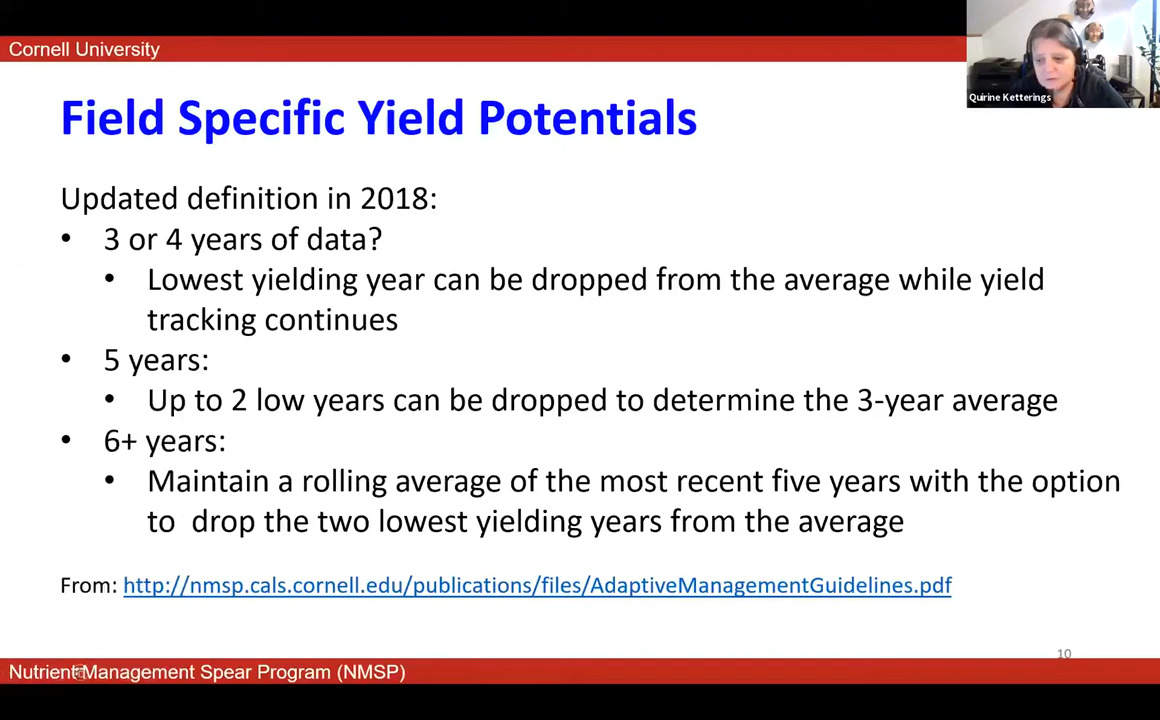 Cornell University
Quirine Ketterings
Field Specific Yield Potentials
Updated definition in 2018:
• 3 or 4 years of data?
• Lowest yielding year can be dropped from the average while yield
tracking continues
• 5 years:
• Up to 2 low years can be dropped to determine the 3-year average
• 6+ years:
• Maintain a rolling average of the most recent five years with the option
to drop the two lowest yielding years from the average
From: http://nmsp.cals.cornell.edu/publications/files/AdaptiveManagementGuidelines.pdf
10
Nutrient Management Spear Program (NMSP)